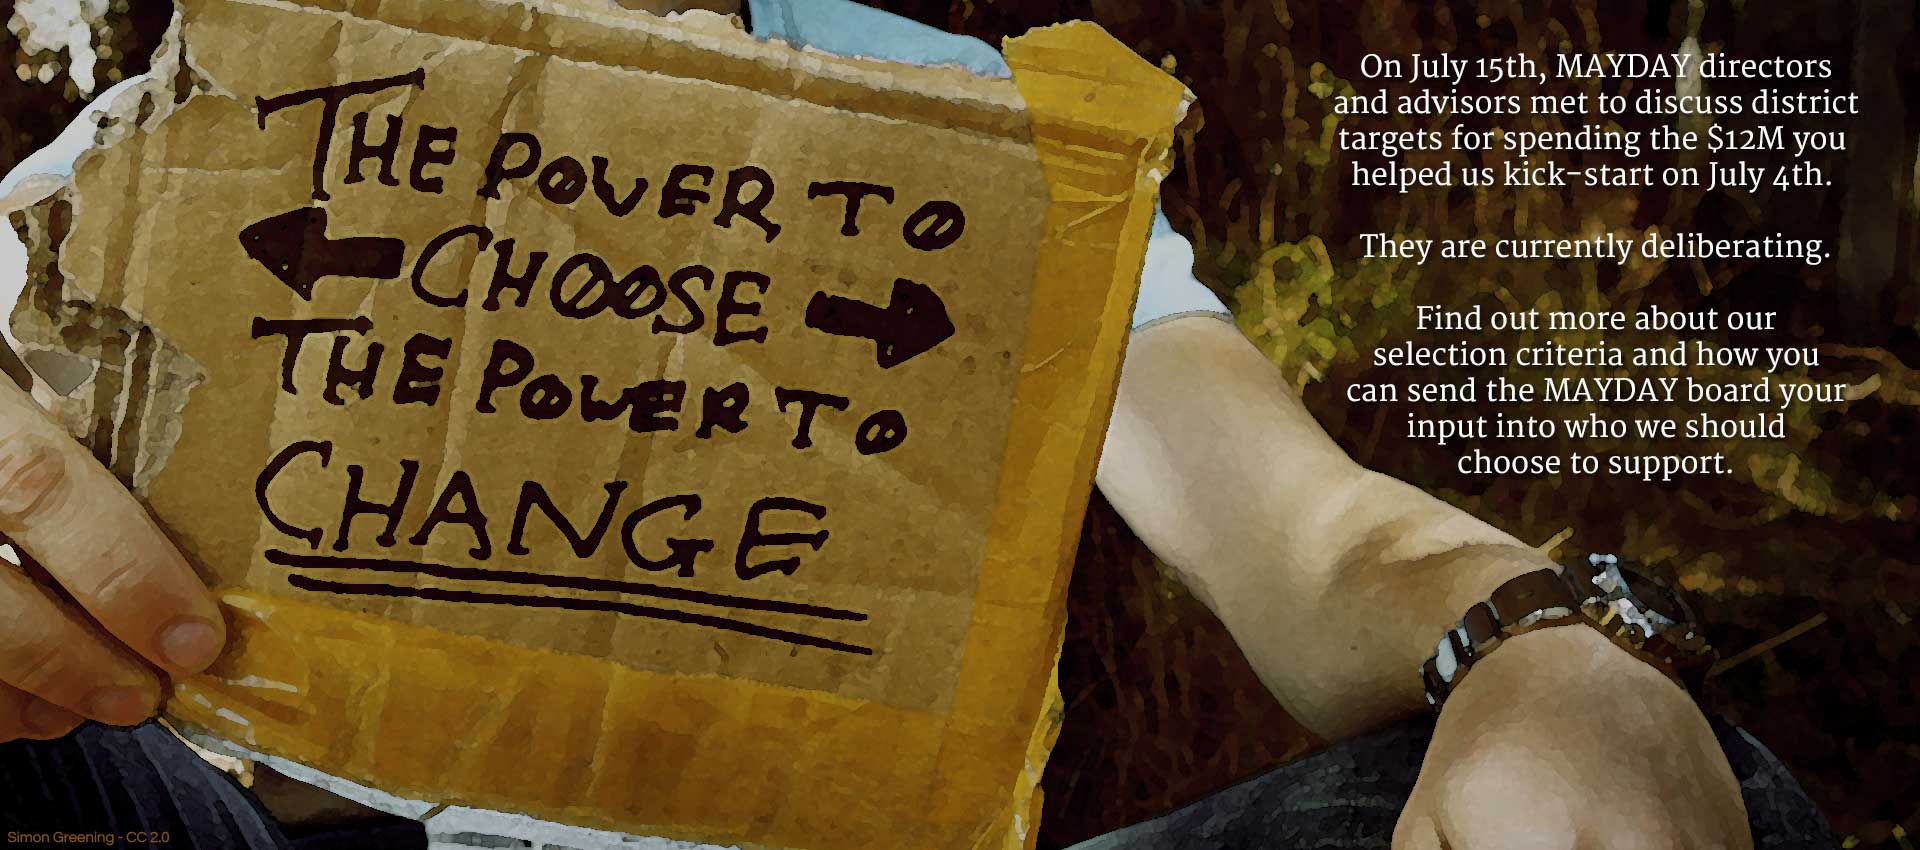 THE POWER TO
CHOOSE
THE POWER TO
CHANGE
On July 15th, MAYDAY directors
and advisors met to discuss district
targets for spending the $12M you
helped us kick-start on July 4th.
They are currently deliberating.
Find out more about our
selection criteria and how you
can send the MAYDAY board your
input into who we should
choose to support.
Simon Greening - CC 2.0